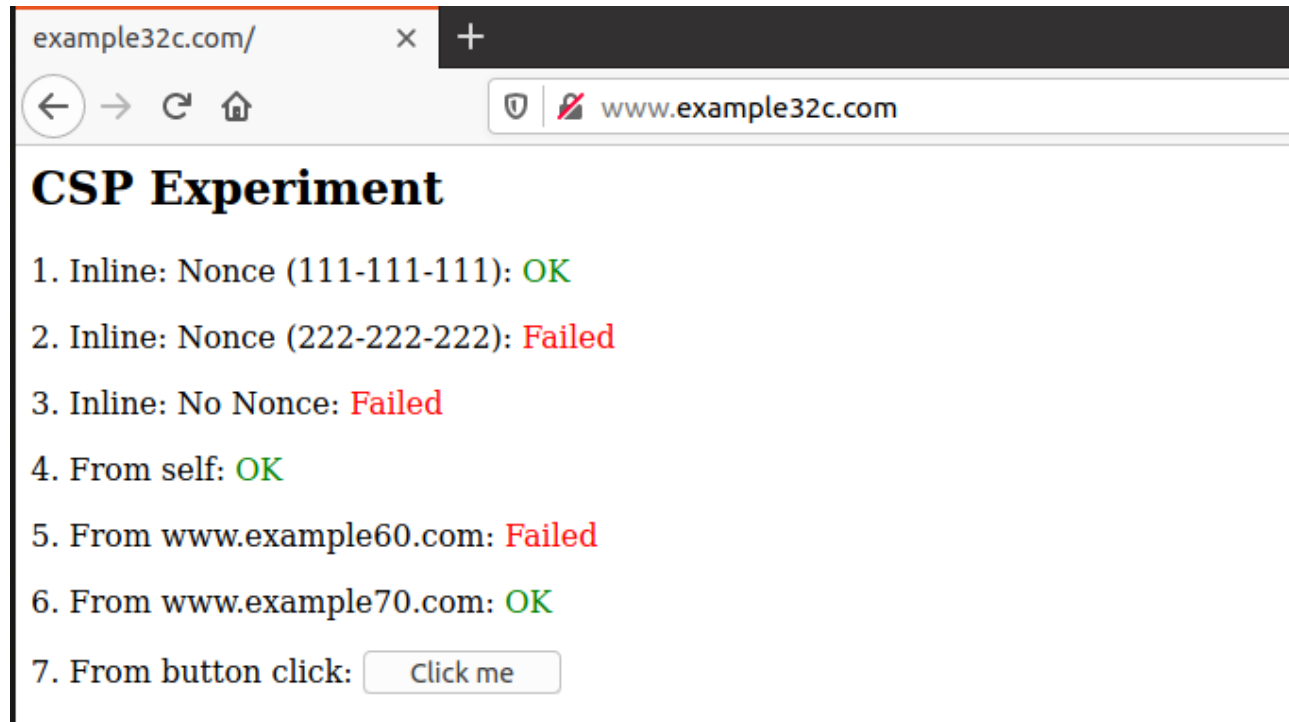 example32c.com/
www.example32c.com
CSP Experiment
1. Inline: Nonce (111-111-111): OK
2. Inline: Nonce (222-222-222): Failed
3. Inline: No Nonce: Failed
4. From self: OK
5. From www.example60.com: Failed
6. From www.example70.com: OK
7. From button click: Click me